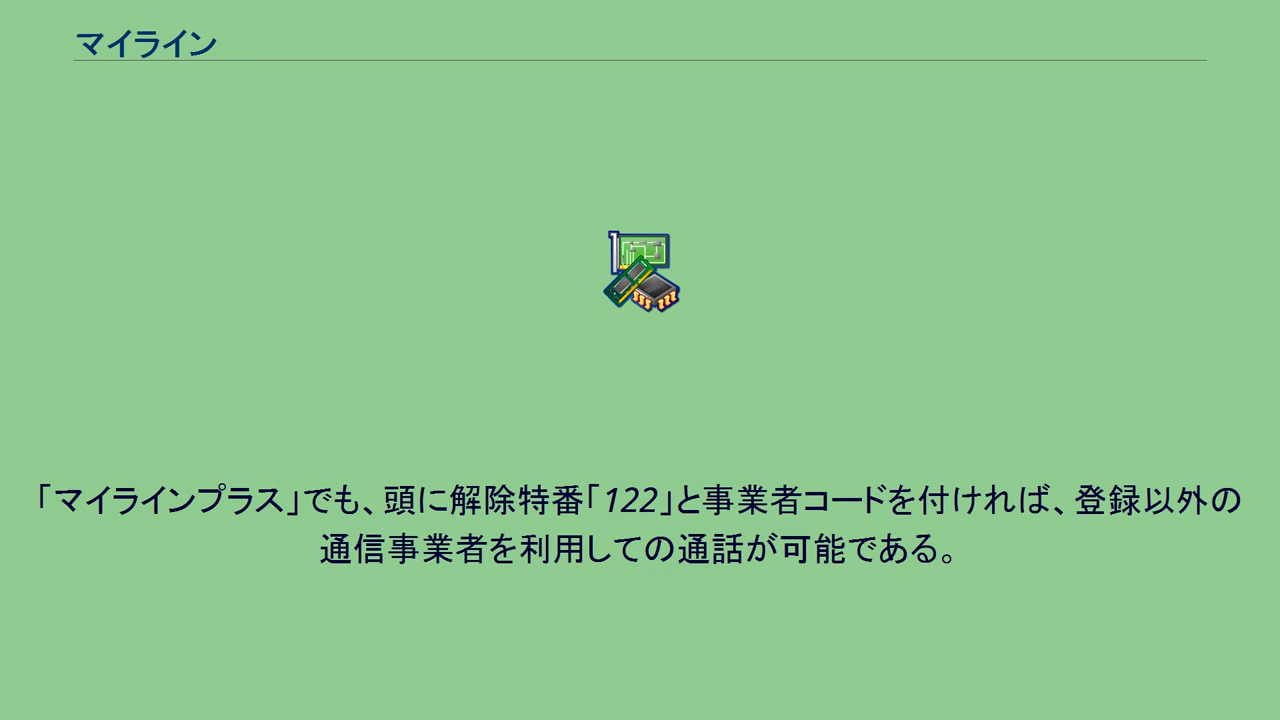 マイライン
「マイラインプラス」でも、頭に解除特番「122」と事業者コードを付ければ、登録以外の
通信事業者を利用しての通話が可能である。